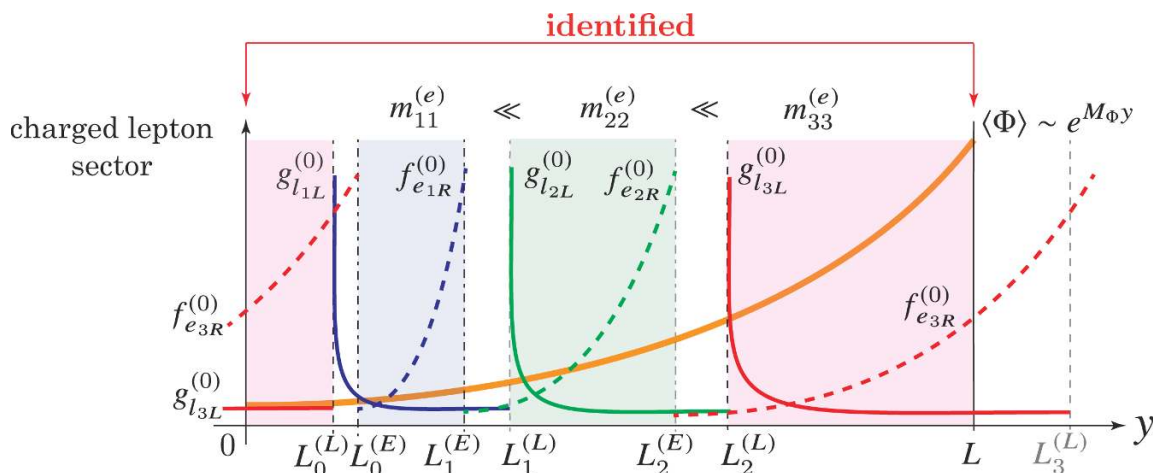 identified
m_{11}^{(e)} ≪ m_{22}^{(e)} ≪ m_{33}^{(e)}
charged lepton
sector
⟨Φ⟩ ∼ e^{M_Φ y}
g_{l_{1L}}^{(0)} f_{e_{1R}}^{(0)} g_{l_{2L}}^{(0)} f_{e_{2R}}^{(0)} g_{l_{3L}}^{(0)}
f_{e_{3R}}^{(0)} f_{e_{3R}}^{(0)}
g_{l_{3L}}^{(0)}
0 L_0^{(L)} L_0^{(E)} L_1^{(E)} L_1^{(L)} L_2^{(E)} L_2^{(L)} L L_3^{(L)} y